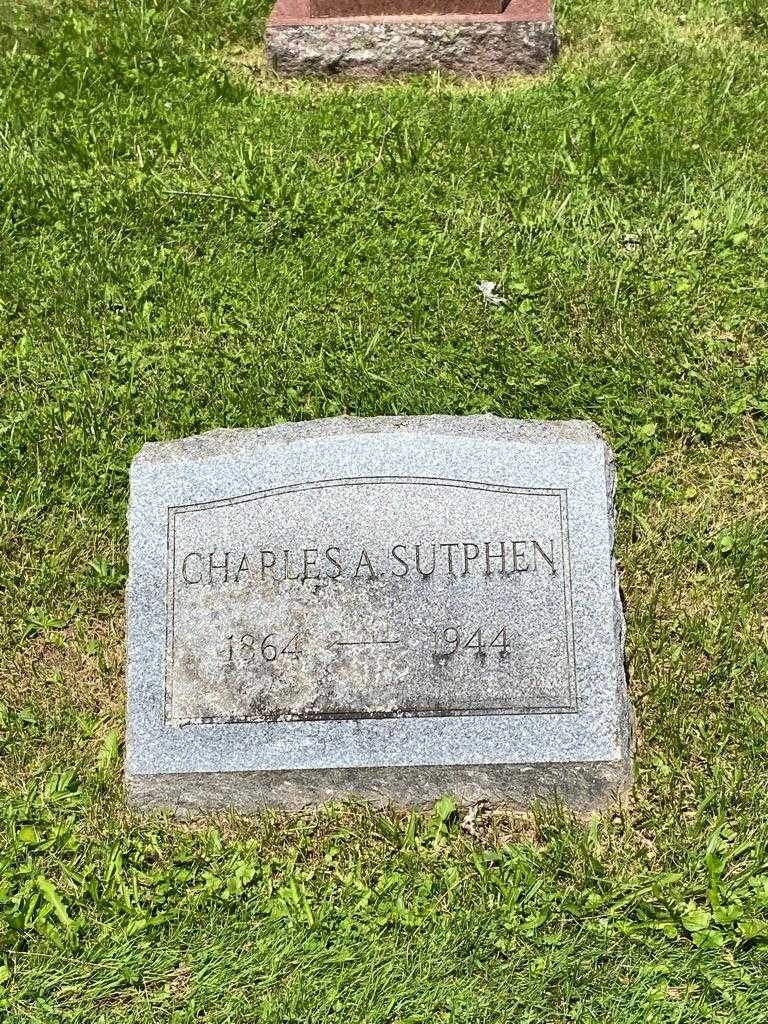 CHARLES A. SUTPHEN
1864 — 1944